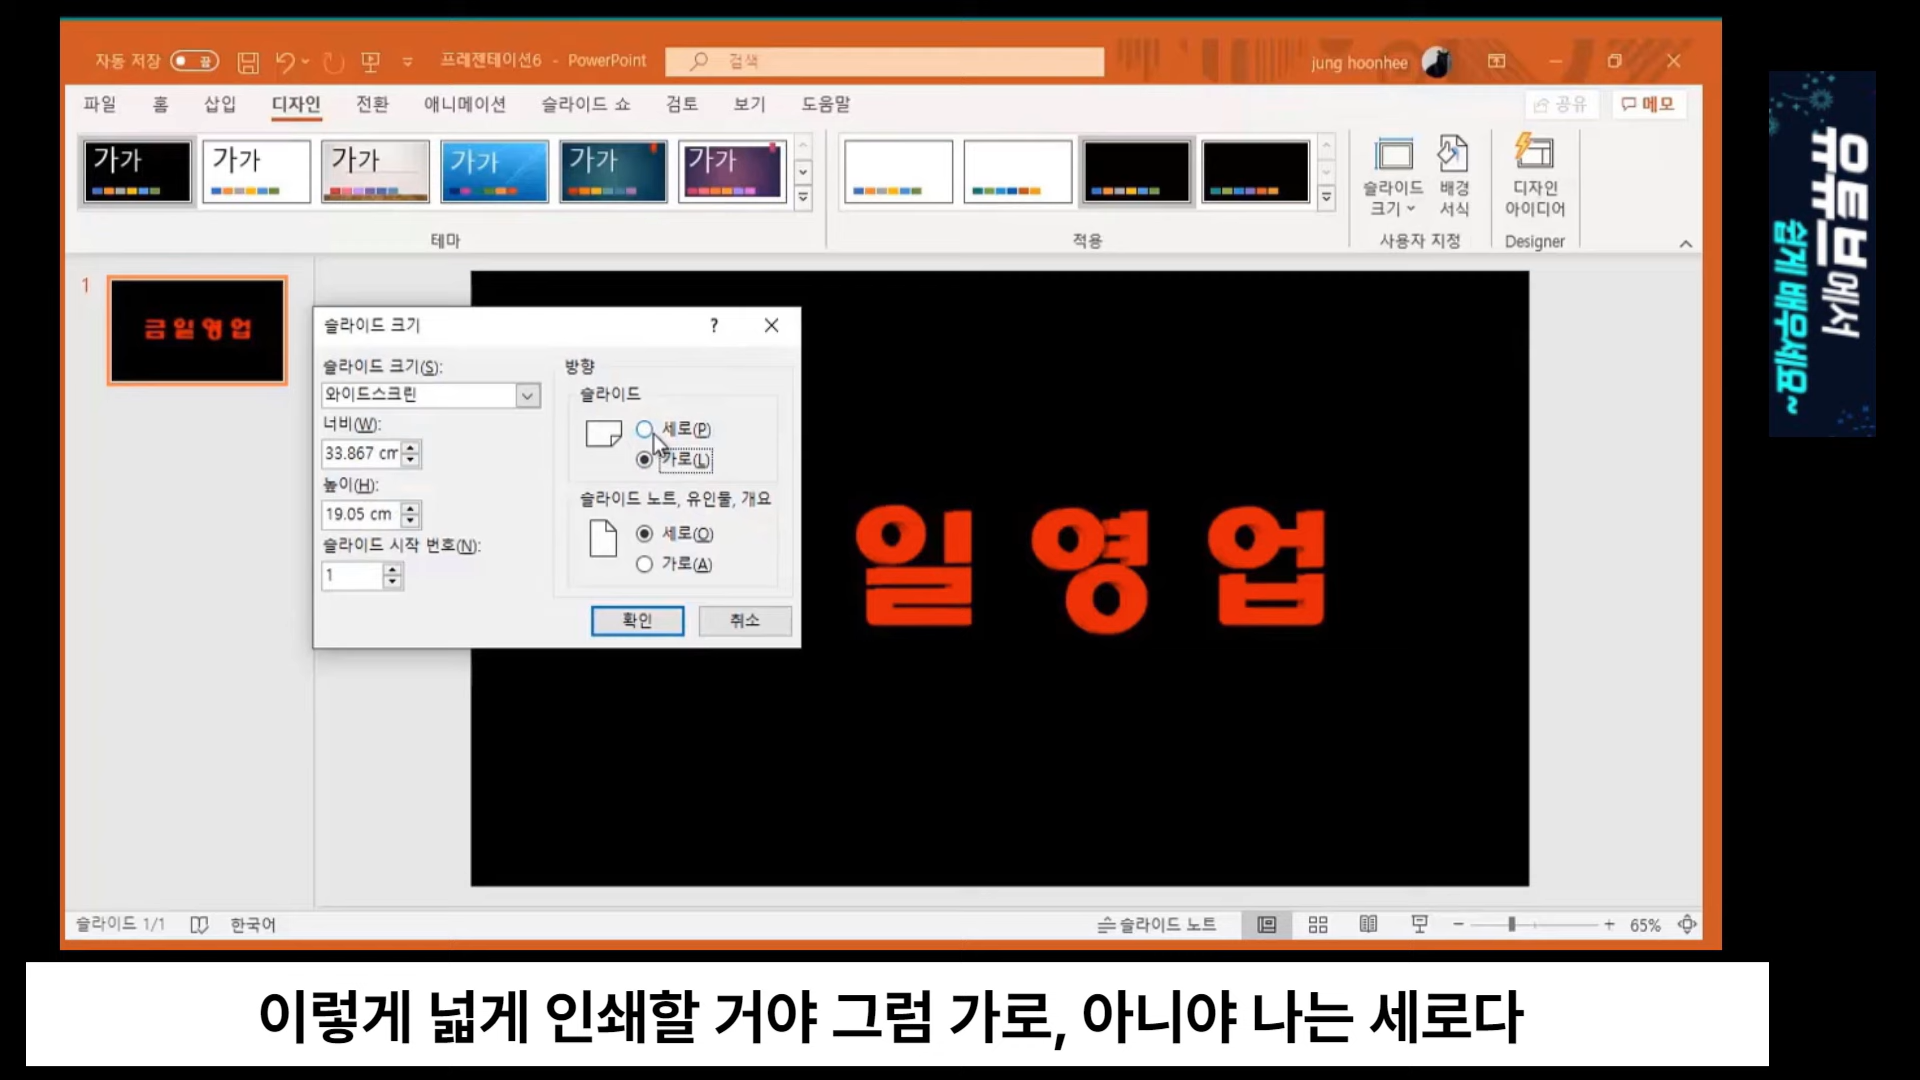 자동 저장 끔 프레젠테이션6 - PowerPoint 검색 jung hoonhee
파일 홈 삽입 디자인 전환 애니메이션 슬라이드 쇼 검토 보기 도움말 공유 메모
가가 가가 가가 가가 가가 가가
슬라이드 크기
배경 서식
디자인 아이디어
테마 적용 사용자 지정 Designer
1
금일영업
슬라이드 크기 ?
슬라이드 크기(S):
와이드스크린
너비(W):
33.867 cm
높이(H):
19.05 cm
슬라이드 시작 번호(N):
1
방향
슬라이드
세로(P)
가로(L)
슬라이드 노트, 유인물, 개요
세로(O)
가로(A)
확인 취소
일 영 업
슬라이드 1/1 한국어 슬라이드 노트 65%
유튜브에서
쉽게 배우세요~
이렇게 넓게 인쇄할 거야 그럼 가로, 아니야 나는 세로다